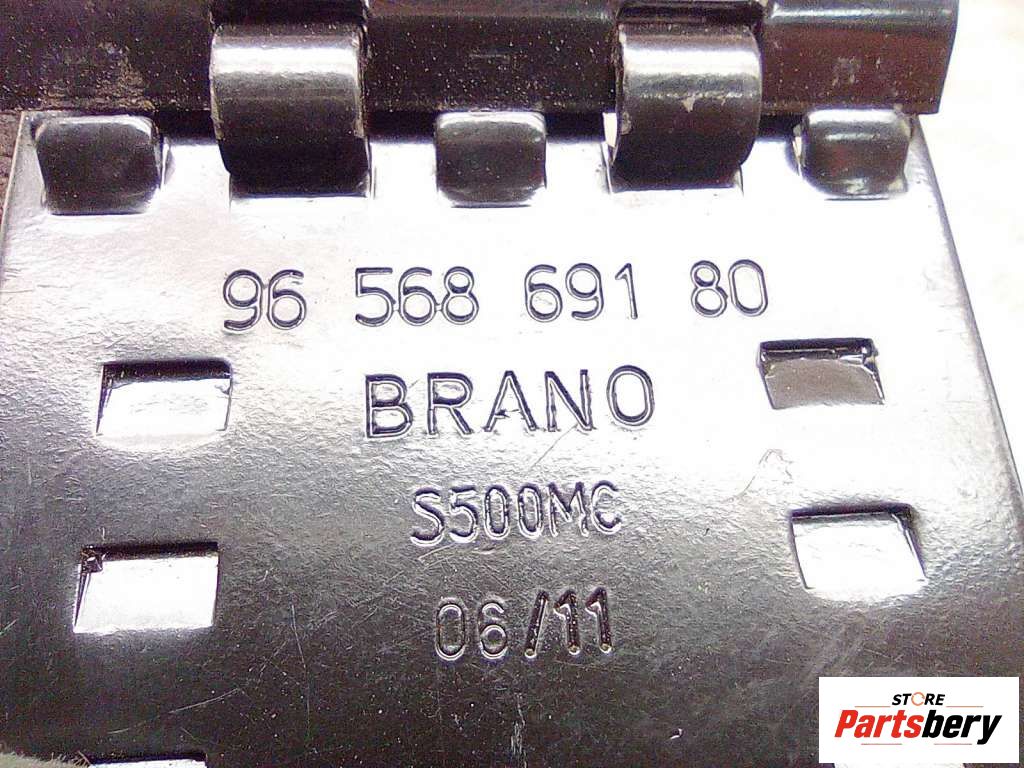 96 568 691 80
BRANO
S500MC
06/11
STORE
Partsbery